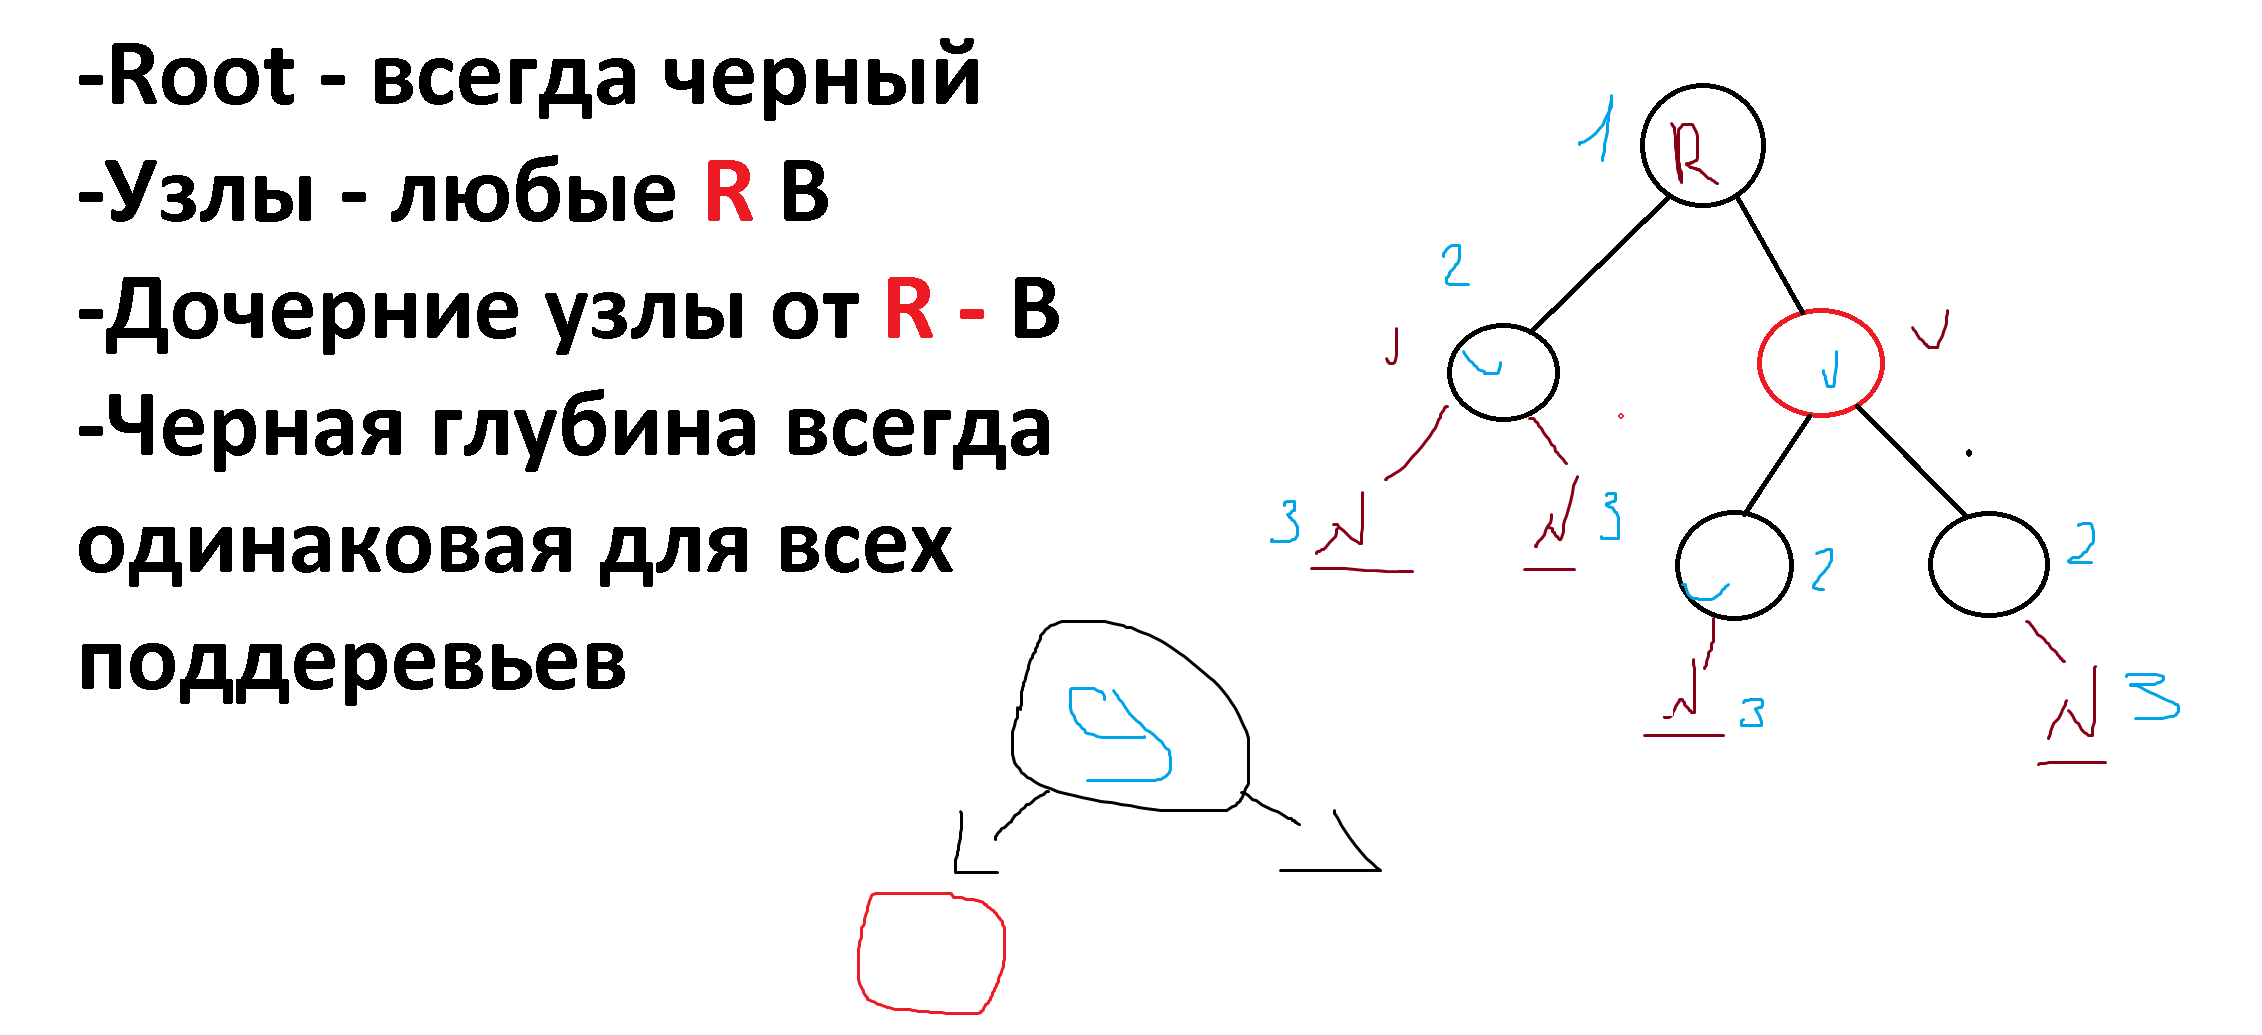 -Root - всегда черный
-Узлы - любые R B
-Дочерние узлы от R - B
-Черная глубина всегда
одинаковая для всех
поддеревьев
1
R
2
3 N N 3
2 2
N 3
N 3